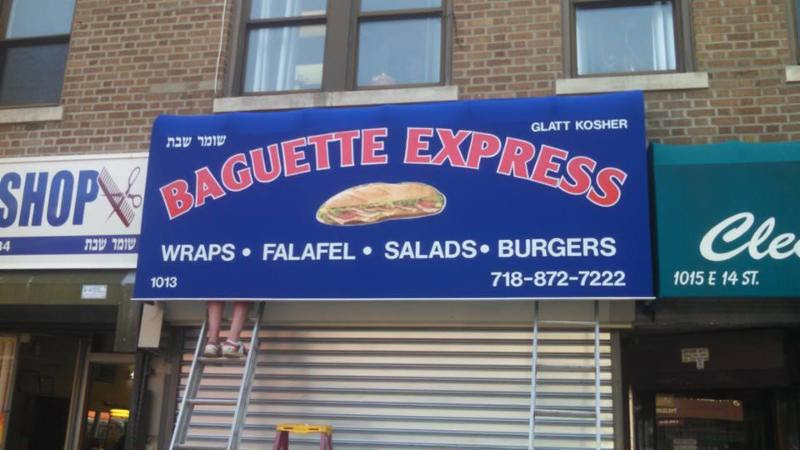 שומר שבת
GLATT KOSHER
BAGUETTE EXPRESS
WRAPS • FALAFEL • SALADS • BURGERS
1013
718-872-7222
SHOP
שומר שבת
1015 E 14 ST.